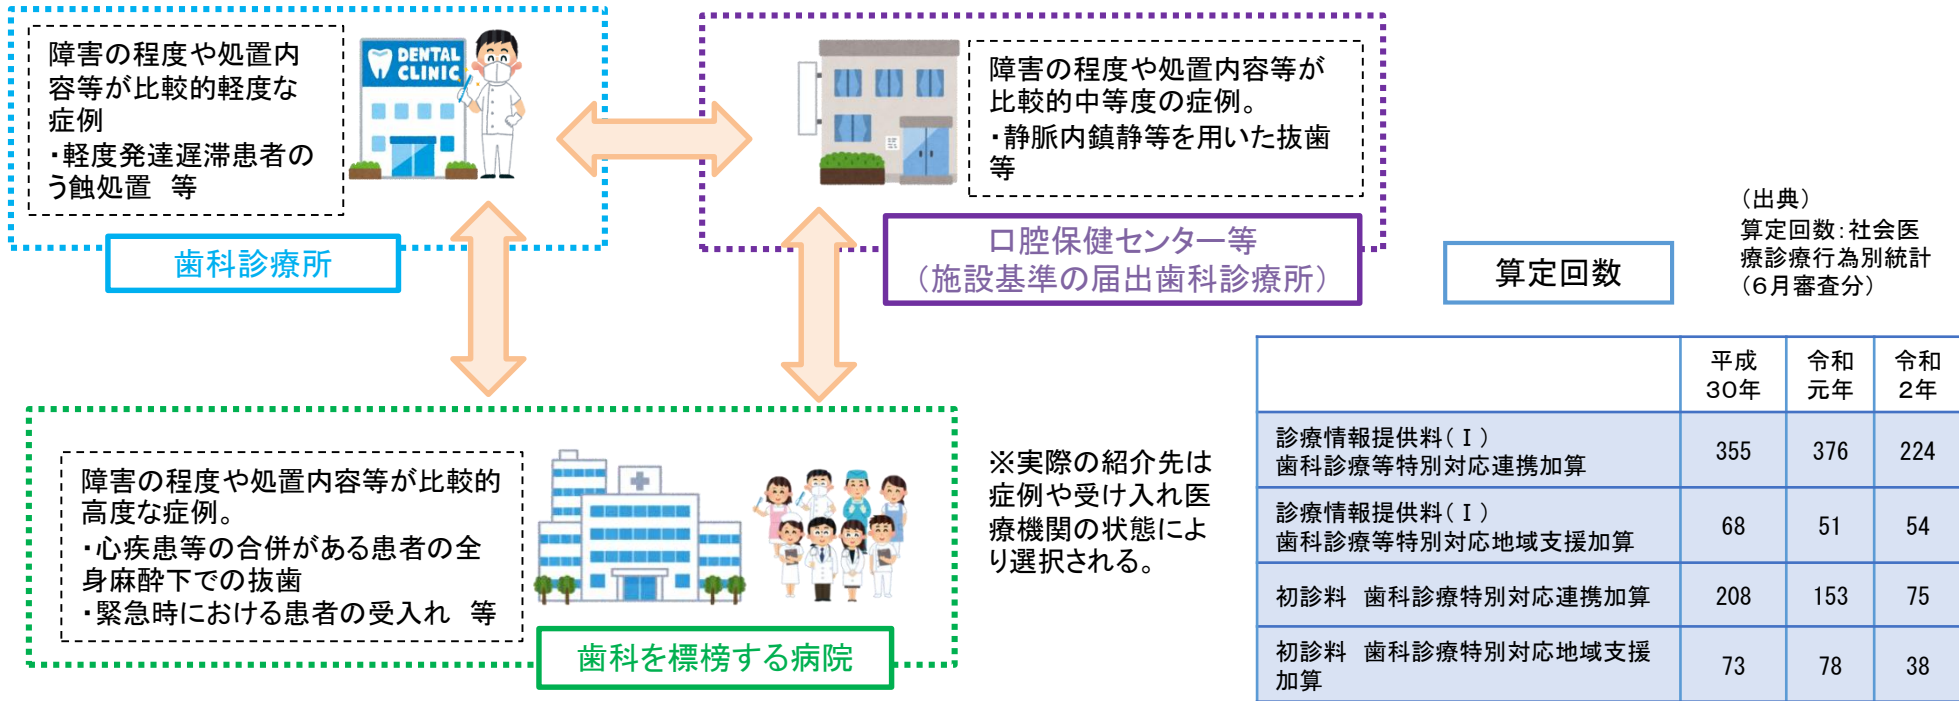 障害の程度や処置内
容等が比較的軽度な
症例
・軽度発達遅滞患者の
う蝕処置　等
DENTAL
CLINIC
歯科診療所
障害の程度や処置内容等が
比較的中等度の症例。
・静脈内鎮静等を用いた抜歯
等
口腔保健センター等
（施設基準の届出歯科診療所）
障害の程度や処置内容等が比較的
高度な症例。
・心疾患等の合併がある患者の全
身麻酔下での抜歯
・緊急時における患者の受入れ　等
歯科を標榜する病院
※実際の紹介先は
症例や受け入れ医
療機関の状態によ
り選択される。
算定回数
（出典）
算定回数：社会医
療診療行為別統計
（６月審査分）
平成 令和 令和
30年 元年 2年
診療情報提供料（Ⅰ）
歯科診療等特別対応連携加算 355 376 224
診療情報提供料（Ⅰ）
歯科診療等特別対応地域支援加算 68 51 54
初診料　歯科診療特別対応連携加算 208 153 75
初診料　歯科診療特別対応地域支援
加算 73 78 38